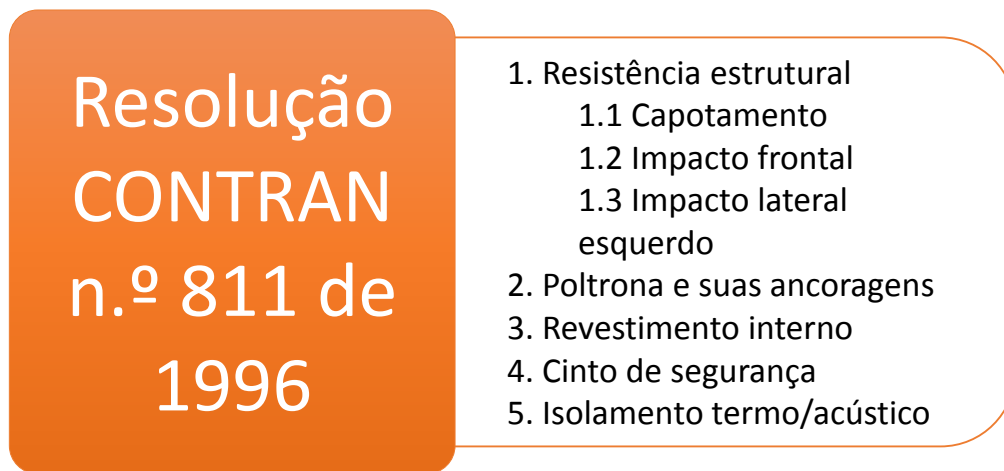 Resolução
CONTRAN
n.º 811 de
1996
1. Resistência estrutural
1.1 Capotamento
1.2 Impacto frontal
1.3 Impacto lateral
esquerdo
2. Poltrona e suas ancoragens
3. Revestimento interno
4. Cinto de segurança
5. Isolamento termo/acústico